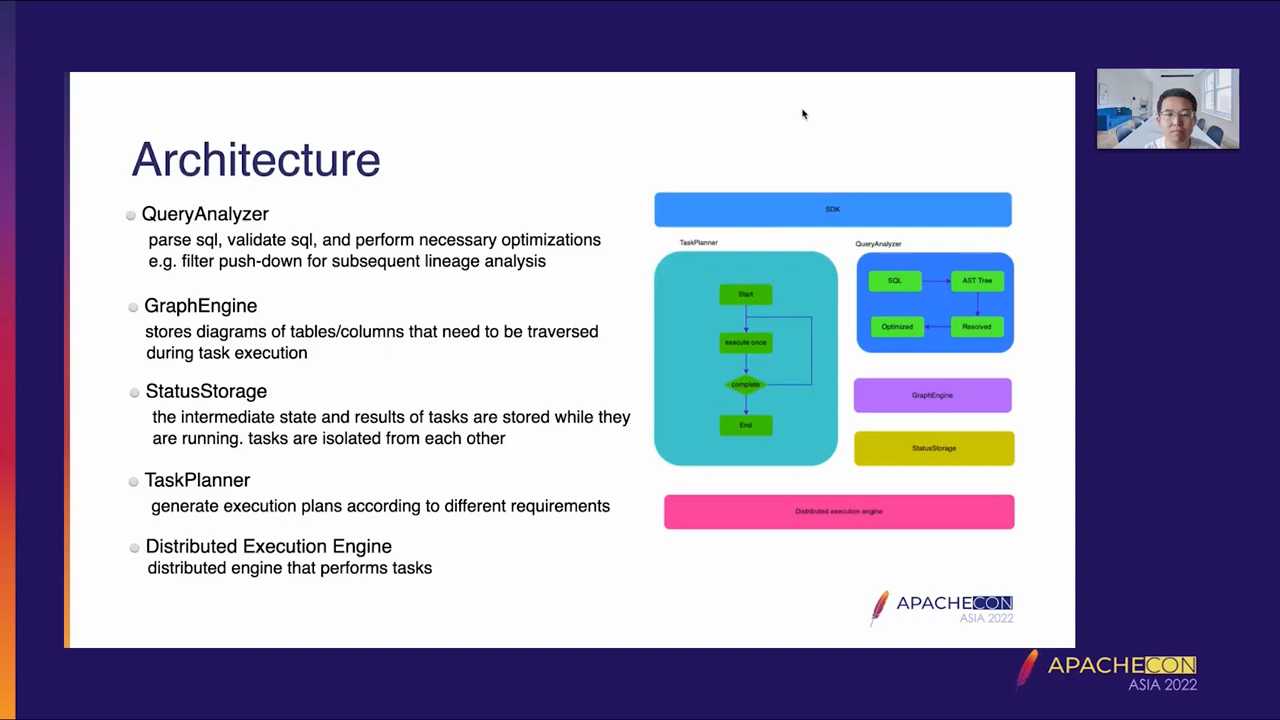 Architecture
QueryAnalyzer
parse sql, validate sql, and perform necessary optimizations
e.g. filter push-down for subsequent lineage analysis
GraphEngine
stores diagrams of tables/columns that need to be traversed
during task execution
StatusStorage
the intermediate state and results of tasks are stored while they
are running. tasks are isolated from each other
TaskPlanner
generate execution plans according to different requirements
Distributed Execution Engine
distributed engine that performs tasks
SDK
TaskPlanner
Start
execute once
complete
End
QueryAnalyzer
SQL
AST Tree
Optimized
Resolved
GraphEngine
StatusStorage
Distributed execution engine
APACHECON
ASIA 2022
APACHECON
ASIA 2022